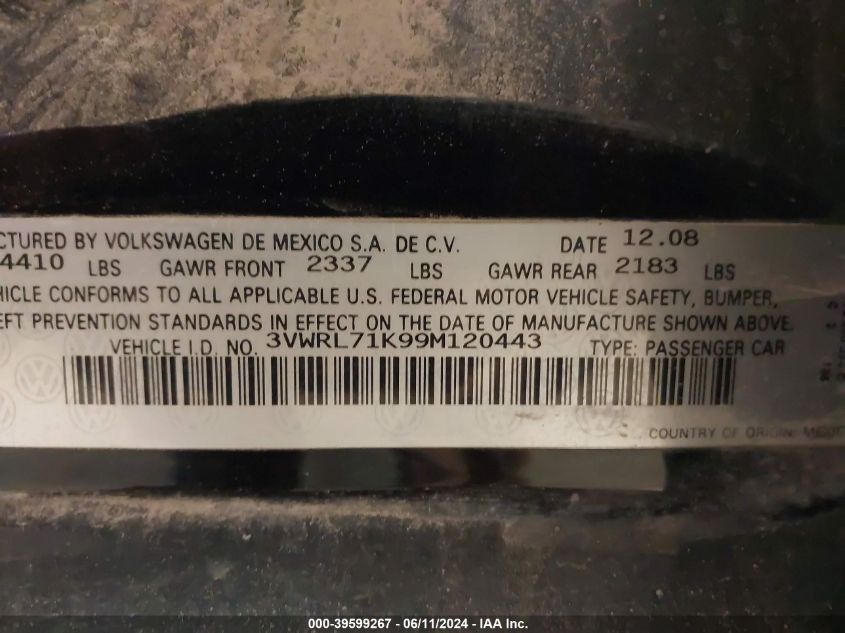 CTURED BY VOLKSWAGEN DE MEXICO S.A. DE C.V. DATE 12.08
4410 LBS GAWR FRONT 2337 LBS GAWR REAR 2183 LBS
HICLE CONFORMS TO ALL APPLICABLE U.S. FEDERAL MOTOR VEHICLE SAFETY, BUMPER,
EFT PREVENTION STANDARDS IN EFFECT ON THE DATE OF MANUFACTURE SHOWN ABOVE.
VEHICLE I.D. NO. 3VWRL71K99M120443 TYPE: PASSENGER CAR
COUNTRY OF ORIGIN: MEXICO
000-39599267 - 06/11/2024 - IAA Inc.